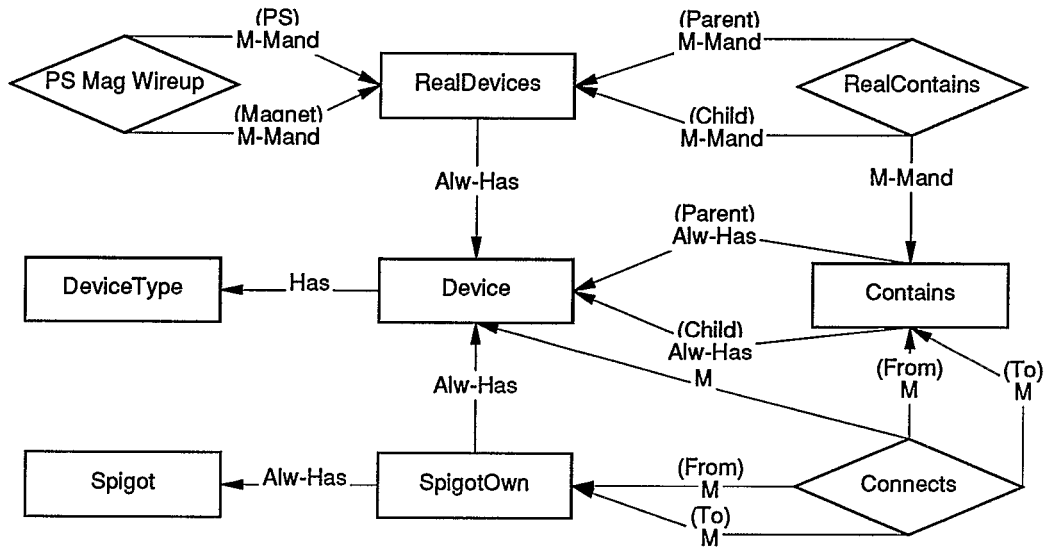 (PS)
M-Mand
(Parent)
M-Mand
PS Mag Wireup
RealDevices
RealContains
(Magnet)
M-Mand
(Child)
M-Mand
Alw-Has
M-Mand
(Parent)
Alw-Has
DeviceType
Has
Device
Contains
(Child)
Alw-Has
M
Alw-Has
(From)
M
(To)
M
Spigot
Alw-Has
SpigotOwn
(From)
M
Connects
(To)
M